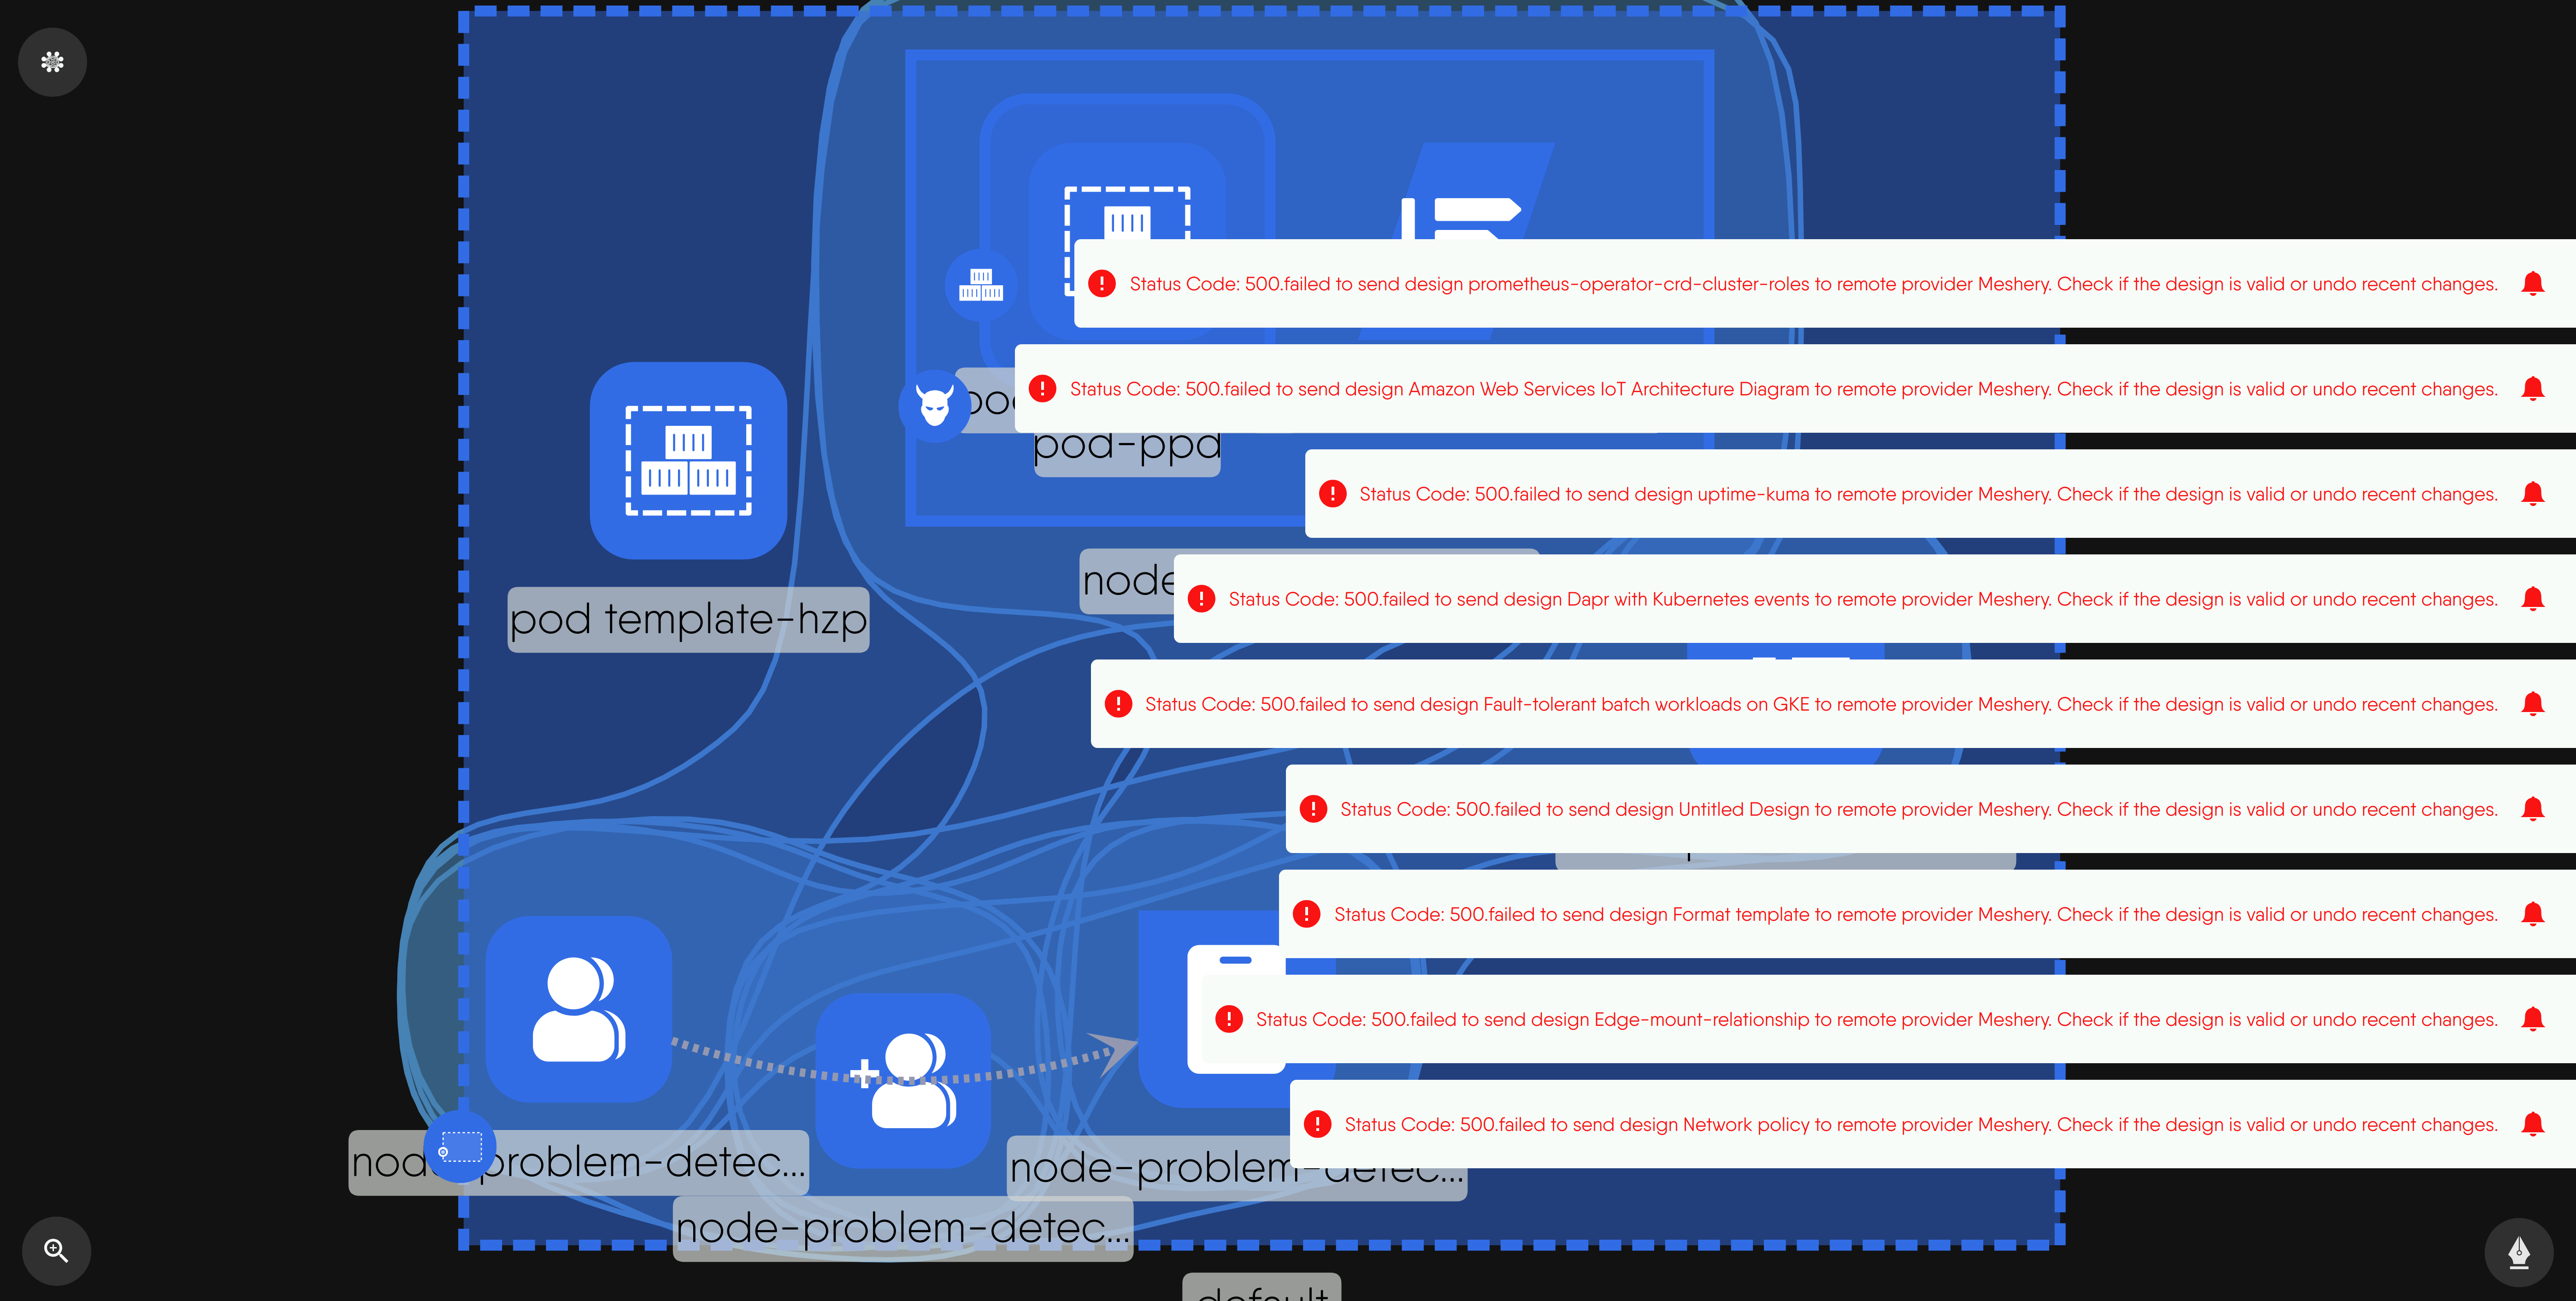 Status Code: 500.failed to send design prometheus-operator-crd-cluster-roles to remote provider Meshery. Check if the design is valid or undo recent changes.
Status Code: 500.failed to send design Amazon Web Services IoT Architecture Diagram to remote provider Meshery. Check if the design is valid or undo recent changes.
pod-ppd
Status Code: 500.failed to send design uptime-kuma to remote provider Meshery. Check if the design is valid or undo recent changes.
node
Status Code: 500.failed to send design Dapr with Kubernetes events to remote provider Meshery. Check if the design is valid or undo recent changes.
pod template-hzp
Status Code: 500.failed to send design Fault-tolerant batch workloads on GKE to remote provider Meshery. Check if the design is valid or undo recent changes.
Status Code: 500.failed to send design Untitled Design to remote provider Meshery. Check if the design is valid or undo recent changes.
Status Code: 500.failed to send design Format template to remote provider Meshery. Check if the design is valid or undo recent changes.
Status Code: 500.failed to send design Edge-mount-relationship to remote provider Meshery. Check if the design is valid or undo recent changes.
Status Code: 500.failed to send design Network policy to remote provider Meshery. Check if the design is valid or undo recent changes.
node-problem-detec...
node-problem-detec...
node-problem-detec...
default